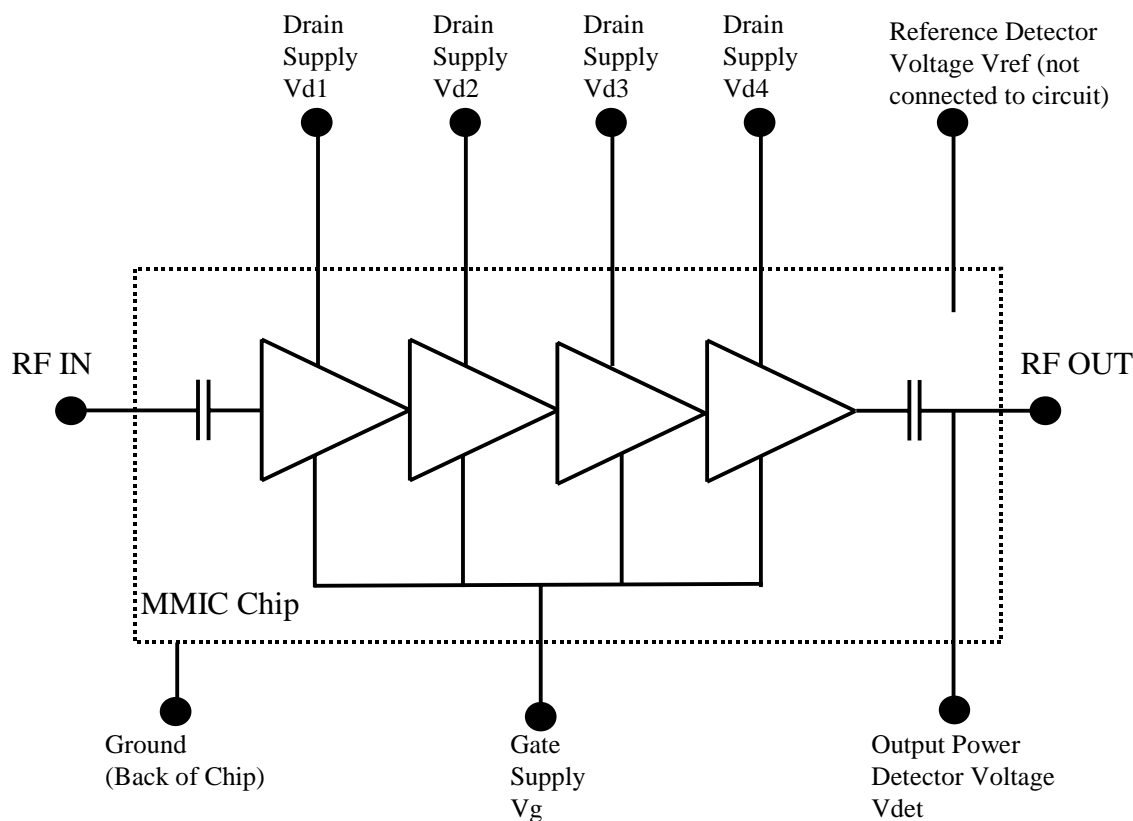 Drain
Supply
Vd1
Drain
Supply
Vd2
Drain
Supply
Vd3
Drain
Supply
Vd4
Reference Detector
Voltage Vref (not
connected to circuit)
RF IN
RF OUT
MMIC Chip
Ground
(Back of Chip)
Gate
Supply
Vg
Output Power
Detector Voltage
Vdet